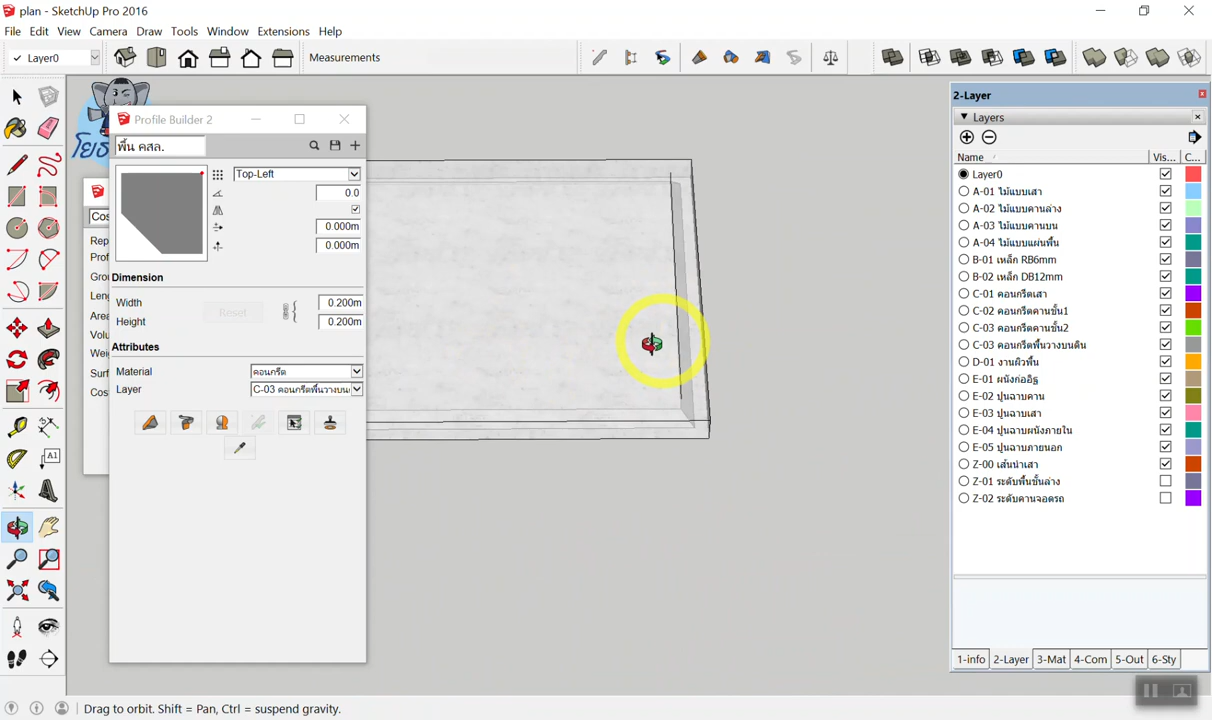 plan - SketchUp Pro 2016
File Edit View Camera Draw Tools Window Extensions Help
Layer0
Measurements
Profile Builder 2
พื้น คสล.
Top-Left
0.0
0.000m
0.000m
Dimension
Width 0.200m
Height 0.200m
Reset
Attributes
Material คอนกรีต
Layer C-03 คอนกรีตพื้นวางบน
2-Layer
Layers
Name Vis... C...
Layer0
A-01 ไม้แบบเสา
A-02 ไม้แบบคานล่าง
A-03 ไม้แบบคานบน
A-04 ไม้แบบแผ่นพื้น
B-01 เหล็ก RB6mm
B-02 เหล็ก DB12mm
C-01 คอนกรีตเสา
C-02 คอนกรีตคานชั้น1
C-03 คอนกรีตคานชั้น2
C-03 คอนกรีตพื้นวางบนดิน
D-01 งานผิวพื้น
E-01 ผนังก่ออิฐ
E-02 ปูนฉาบคาน
E-03 ปูนฉาบเสา
E-04 ปูนฉาบผนังภายใน
E-05 ปูนฉาบภายนอก
Z-00 เส้นนำเสา
Z-01 ระดับพื้นชั้นล่าง
Z-02 ระดับคานจอดรถ
1-info 2-Layer 3-Mat 4-Com 5-Out 6-Sty
Drag to orbit. Shift = Pan, Ctrl = suspend gravity.